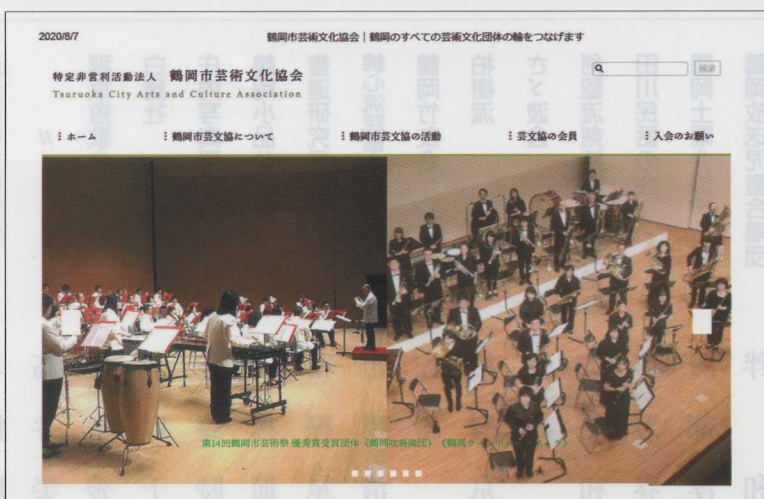 2020/8/7
鶴岡市芸術文化協会 | 鶴岡のすべての芸術文化団体の輪をつなげます
特定非営利活動法人 鶴岡市芸術文化協会
検索
Tsuruoka City Arts and Culture Association
ホーム
鶴岡市芸文協について
鶴岡市芸文協の活動
芸文協の会員
入会のお願い
第14回鶴岡市芸術祭 優秀賞受賞団体《鶴岡吹奏楽団》